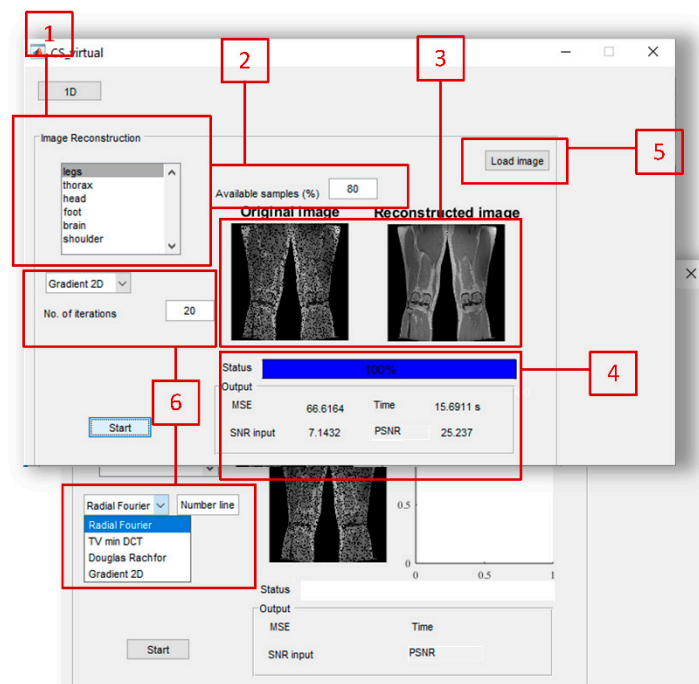 1
2
3
CS_virtual
1D
Image Reconstruction
5
Load image
legs
thorax
head
foot
brain
shoulder
Available samples (%) 80
Original image
Reconstructed image
Gradient 2D
No. of iterations 20
Status 100%
4
Output
MSE 66.6164 Time 15.6911 s
SNR input 7.1432 PSNR 25.237
6
Start
Radial Fourier Number line
Radial Fourier
TV min DCT
Douglas Rachfor
Gradient 2D
0.5
0
0 0.5 1
Status
Output
MSE Time
SNR input PSNR
Start